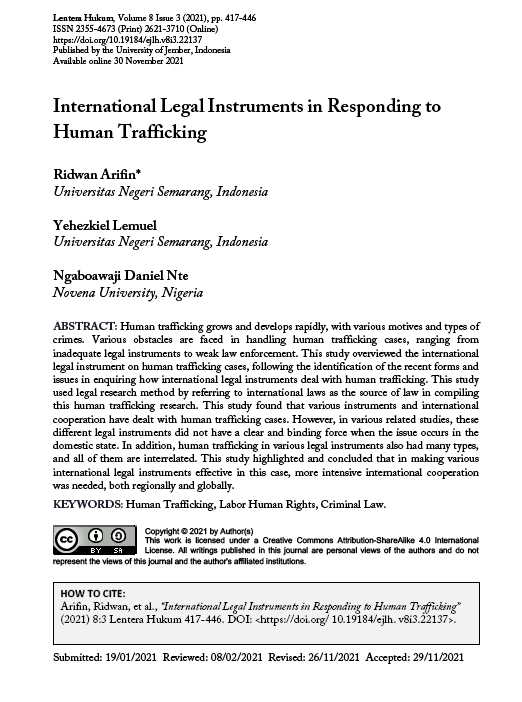 Lentera Hukum, Volume 8 Issue 3 (2021), pp. 417-446
ISSN 2355-4673 (Print) 2621-3710 (Online)
https://doi.org/10.19184/ejlh.v8i3.22137
Published by the University of Jember, Indonesia
Available online 30 November 2021
International Legal Instruments in Responding to
Human Trafficking
Ridwan Arifin*
Universitas Negeri Semarang, Indonesia
Yehezkiel Lemuel
Universitas Negeri Semarang, Indonesia
Ngaboawaji Daniel Nte
Novena University, Nigeria
ABSTRACT: Human trafficking grows and develops rapidly, with various motives and types of
crimes. Various obstacles are faced in handling human trafficking cases, ranging from
inadequate legal instruments to weak law enforcement. This study overviewed the international
legal instrument on human trafficking cases, following the identification of the recent forms and
issues in enquiring how international legal instruments deal with human trafficking. This study
used legal research method by referring to international laws as the source of law in compiling
this human trafficking research. This study found that various instruments and international
cooperation have dealt with human trafficking cases. However, in various related studies, these
different legal instruments did not have a clear and binding force when the issue occurs in the
domestic state. In addition, human trafficking in various legal instruments also had many types,
and all of them are interrelated. This study highlighted and concluded that in making various
international legal instruments effective in this case, more intensive international cooperation
was needed, both regionally and globally.
KEYWORDS: Human Trafficking, Labor Human Rights, Criminal Law.
cc BY SA
Copyright © 2021 by Author(s)
This work is licensed under a Creative Commons Attribution-ShareAlike 4.0 International
License. All writings published in this journal are personal views of the authors and do not
represent the views of this journal and the author's affiliated institutions.
HOW TO CITE:
Arifin, Ridwan, et al., "International Legal Instruments in Responding to Human Trafficking"
(2021) 8:3 Lentera Hukum 417-446. DOI: <https://doi.org/ 10.19184/ejlh. v8i3.22137>.
Submitted: 19/01/2021 Reviewed: 08/02/2021 Revised: 26/11/2021 Accepted: 29/11/2021